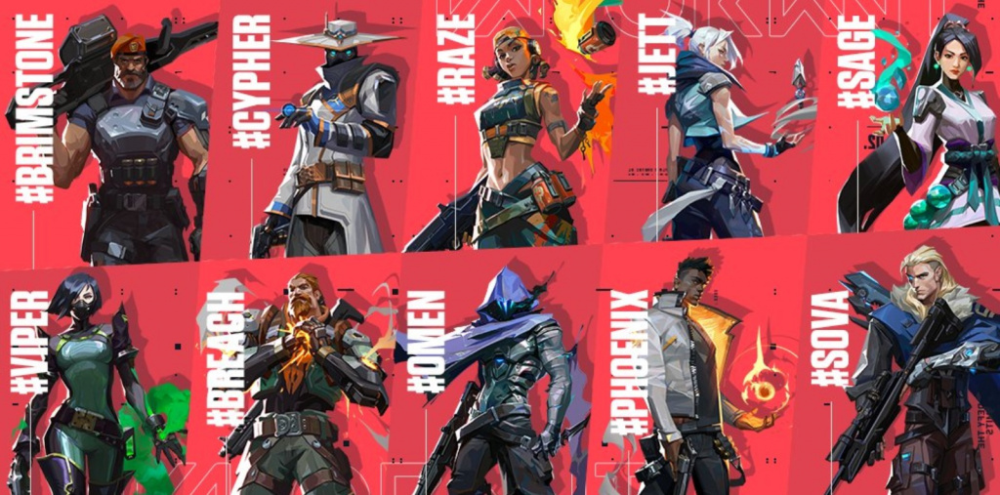 #BRIMSTONE
#CYPHER
#RAZE
#JETT
#SAGE
#VIPER
#BREACH
#OMEN
#PHOENIX
#SOVA